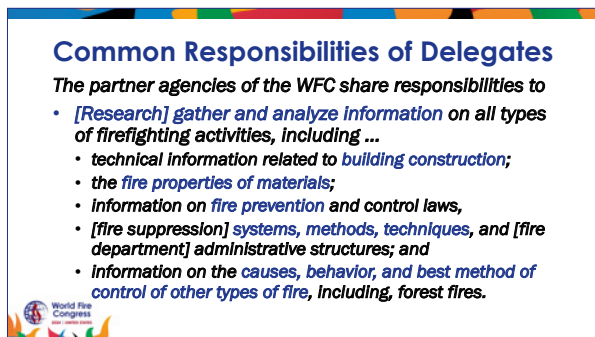 Common Responsibilities of Delegates
The partner agencies of the WFC share responsibilities to
• [Research] gather and analyze information on all types
of firefighting activities, including …
• technical information related to building construction;
• the fire properties of materials;
• information on fire prevention and control laws,
• [fire suppression] systems, methods, techniques, and [fire
department] administrative structures; and
• information on the causes, behavior, and best method of
control of other types of fire, including, forest fires.
World Fire
Congress